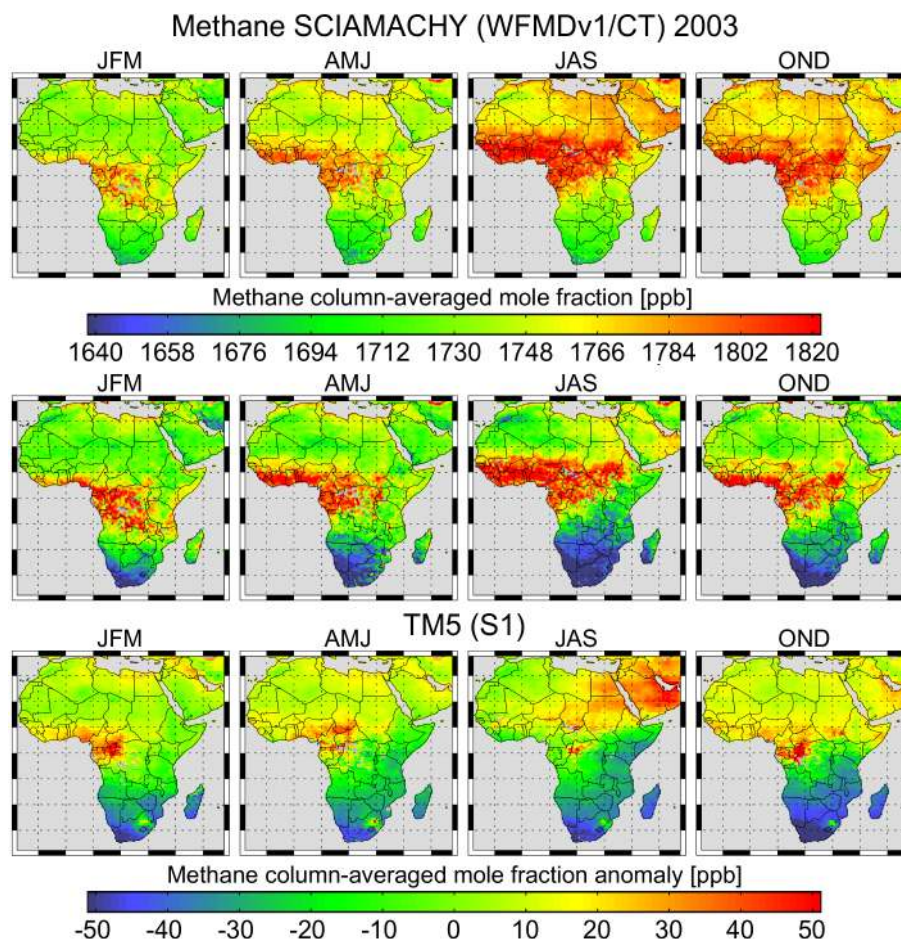 Methane SCIAMACHY (WFMDv1/CT) 2003
JFM AMJ JAS OND
Methane column-averaged mole fraction [ppb]
1640 1658 1676 1694 1712 1730 1748 1766 1784 1802 1820
JFM AMJ JAS OND
TM5 (S1)
JFM AMJ JAS OND
Methane column-averaged mole fraction anomaly [ppb]
-50 -40 -30 -20 -10 0 10 20 30 40 50